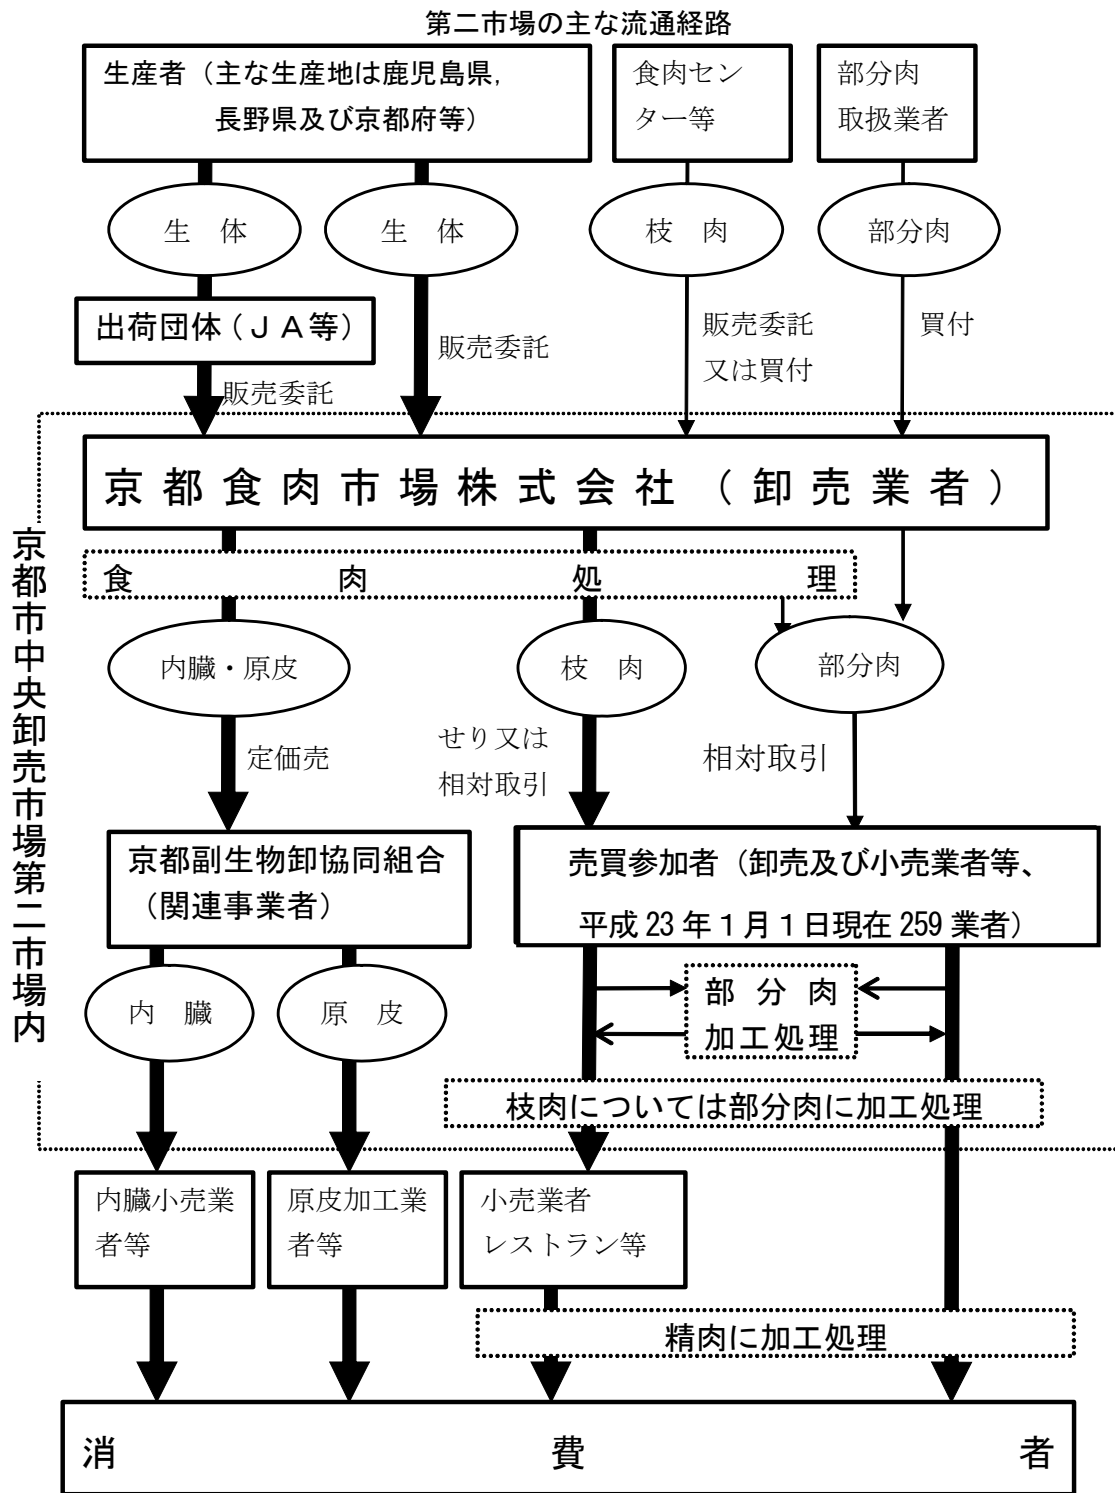 第二市場の主な流通経路
生産者（主な生産地は鹿児島県，
長野県及び京都府等）
食肉セン
ター等
部分肉
取扱業者
生　体
生　体
枝　肉
部分肉
出荷団体（ＪＡ等）
販売委託
販売委託
販売委託
又は買付
買付
京都食肉市場株式会社（卸売業者）
京都市中央卸売市場第二市場内
食肉処理
内臓・原皮
枝　肉
部分肉
定価売
せり又は
相対取引
相対取引
京都副生物卸協同組合
（関連事業者）
売買参加者（卸売及び小売業者等、
平成 23 年１月１日現在 259 業者）
内　臓
原　皮
部分肉
加工処理
枝肉については部分肉に加工処理
内臓小売業
者等
原皮加工業
者等
小売業者
レストラン等
精肉に加工処理
消費者